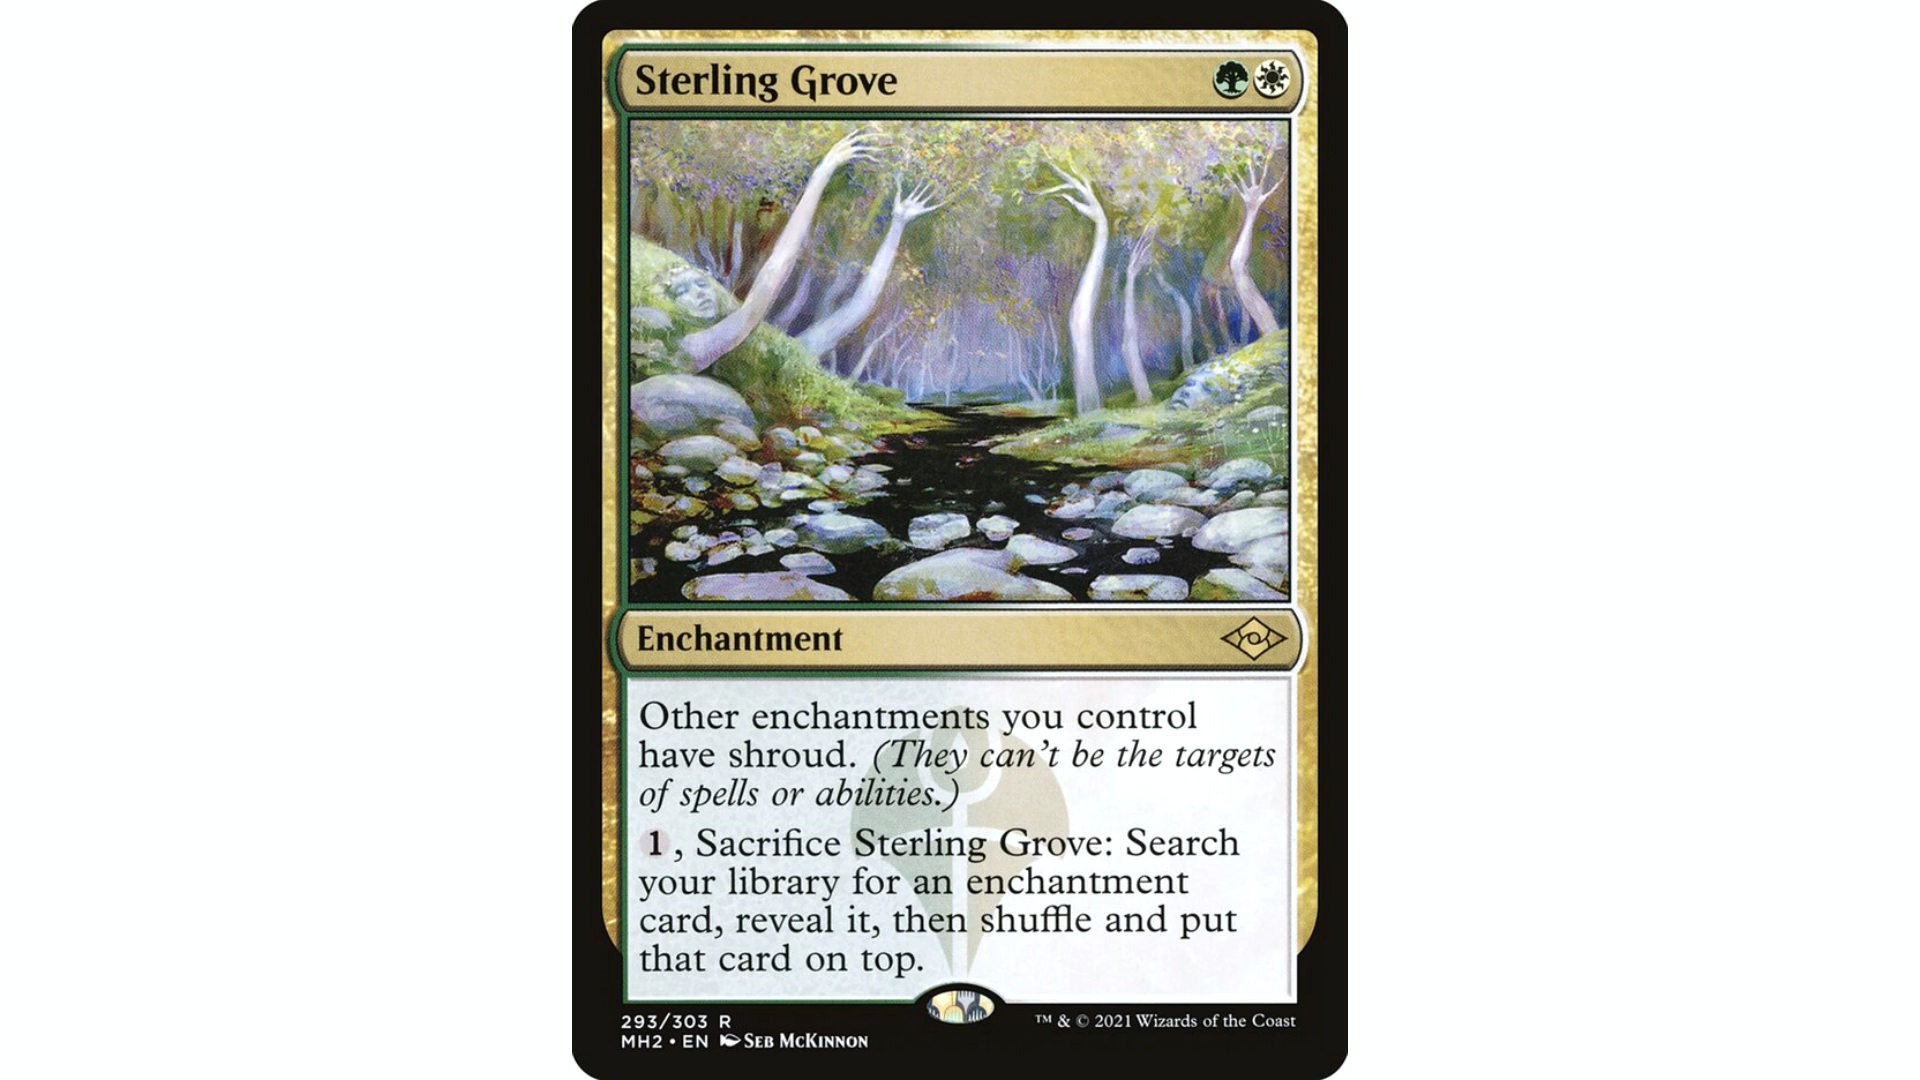 Sterling Grove
Enchantment
Other enchantments you control
have shroud. (They can't be the targets
of spells or abilities.)
1, Sacrifice Sterling Grove: Search
your library for an enchantment
card, reveal it, then shuffle and put
that card on top.
293/303 R
MH2 • EN Seb McKinnon
™ & © 2021 Wizards of the Coast